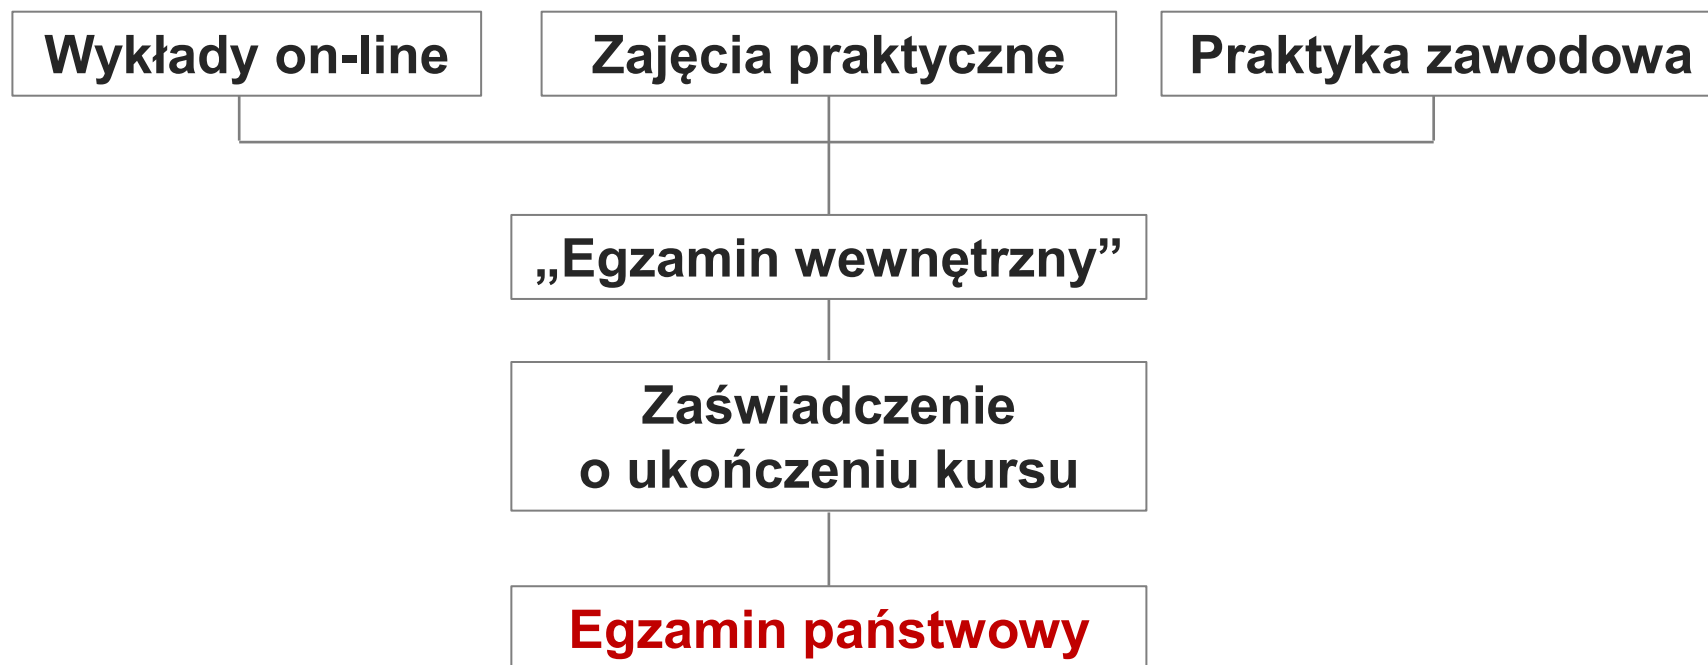 Wykłady on-line
Zajęcia praktyczne
Praktyka zawodowa
„Egzamin wewnętrzny”
Zaświadczenie
o ukończeniu kursu
Egzamin państwowy